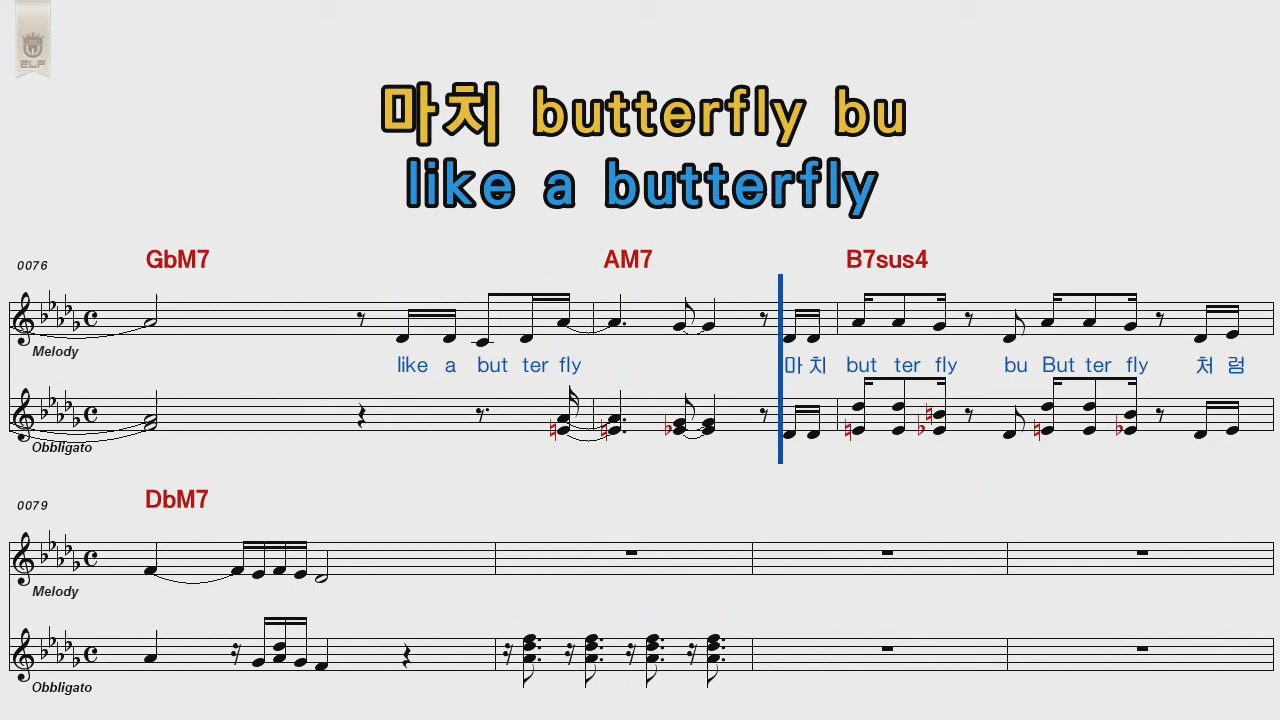 ELF
마치 butterfly bu
like a butterfly
0076 GbM7 AM7 B7sus4
Melody
like a but ter fly 마 치 but ter fly bu But ter fly 처 럼
Obbligato
0079 DbM7
Melody
Obbligato